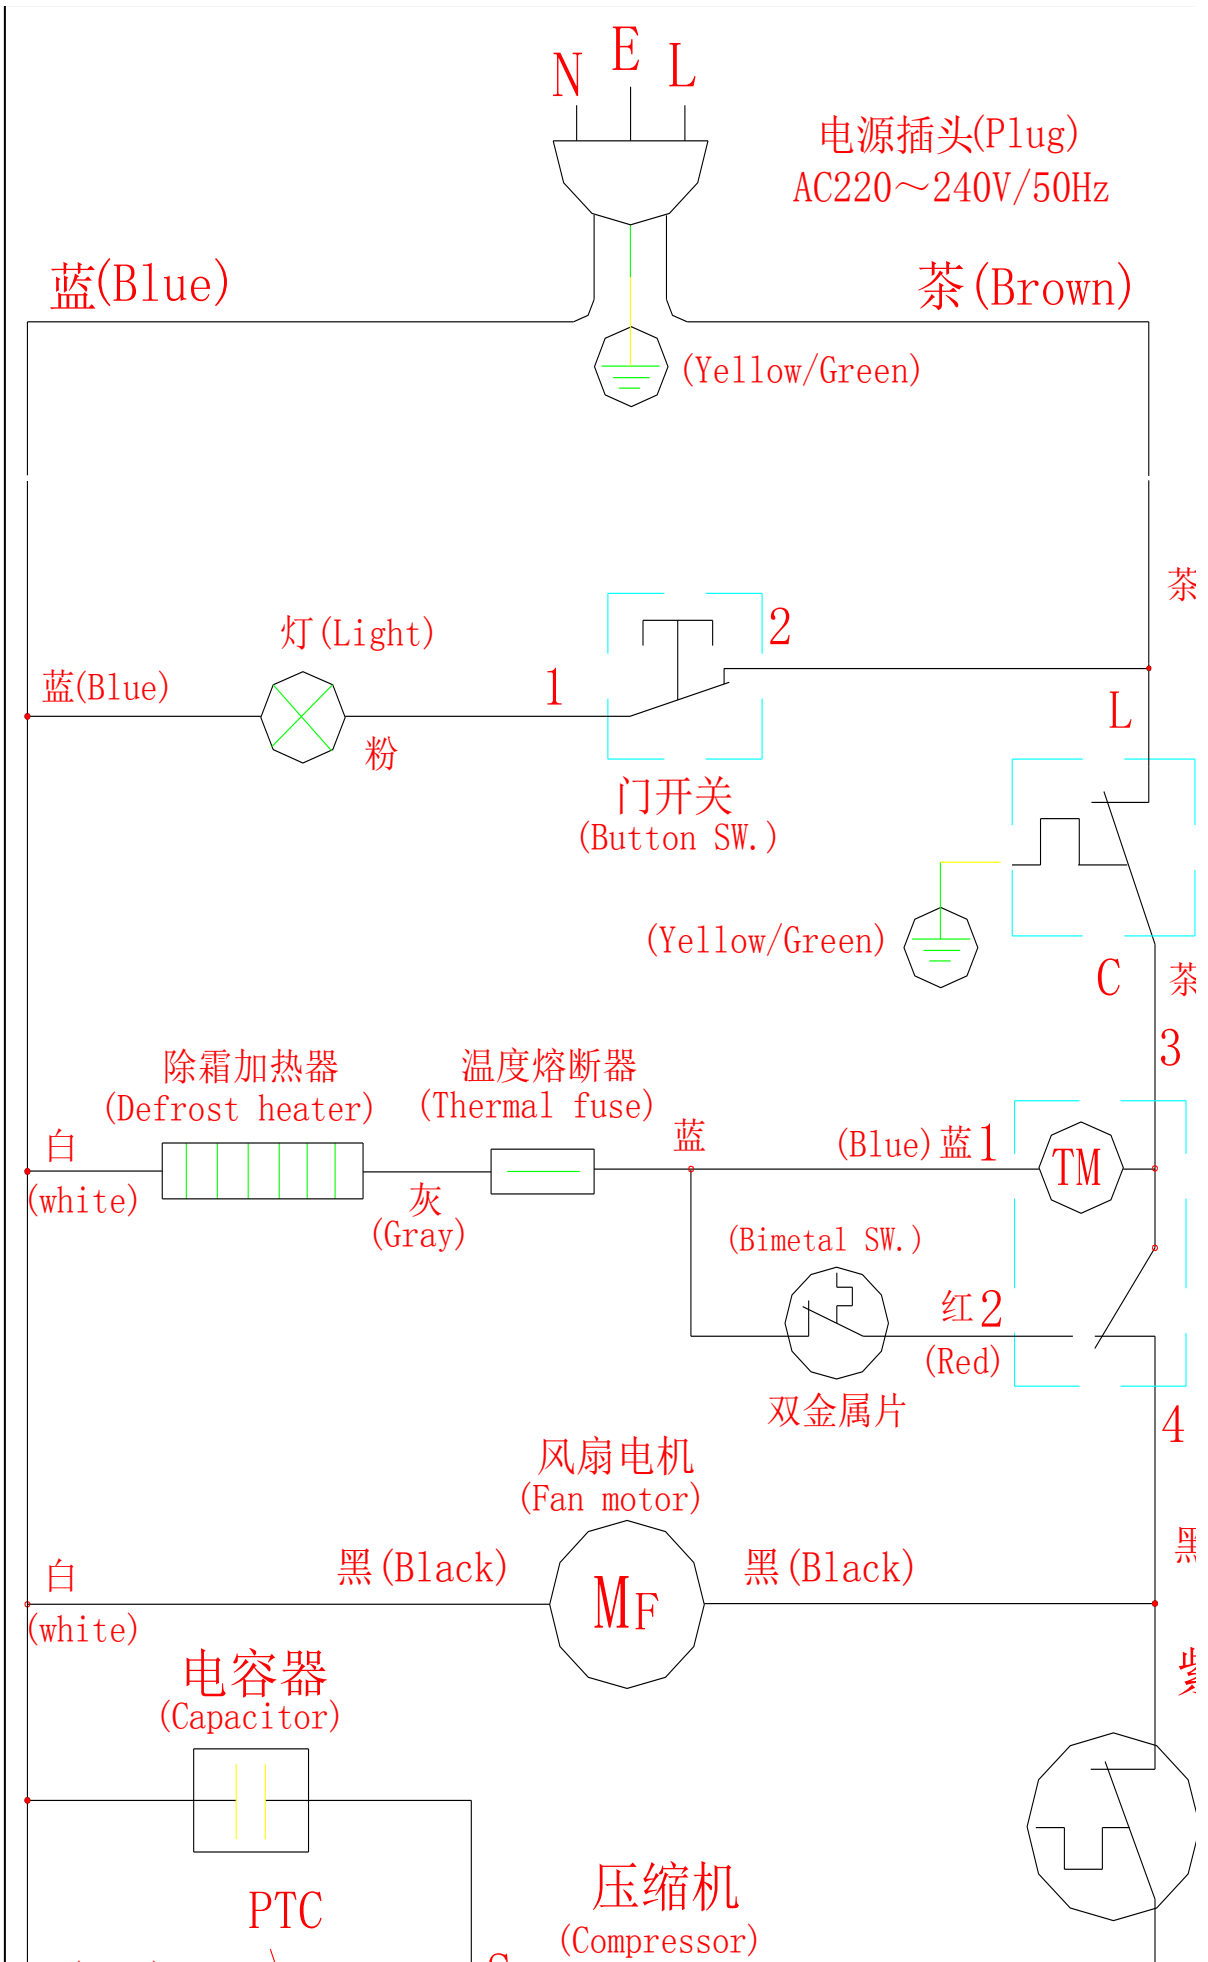 N E L
电源插头(Plug)
AC220～240V/50Hz
蓝(Blue)
茶(Brown)
(Yellow/Green)
茶
灯(Light)
2
蓝(Blue)
1
粉
L
门开关
(Button SW.)
(Yellow/Green)
C
茶
3
除霜加热器
(Defrost heater)
温度熔断器
(Thermal fuse)
白
(white)
灰
(Gray)
蓝
(Blue)蓝1
TM
(Bimetal SW.)
红2
(Red)
双金属片
4
风扇电机
(Fan motor)
黑
白
(white)
黑(Black)
MF
黑(Black)
电容器
(Capacitor)
PTC
压缩机
(Compressor)